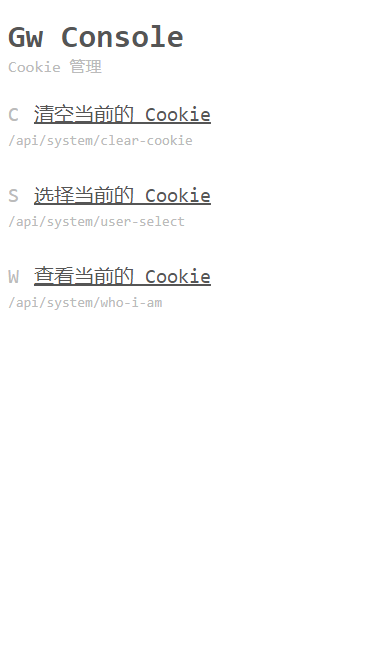 Gw Console
Cookie 管理
C 清空当前的 Cookie
/api/system/clear-cookie
S 选择当前的 Cookie
/api/system/user-select
W 查看当前的 Cookie
/api/system/who-i-am